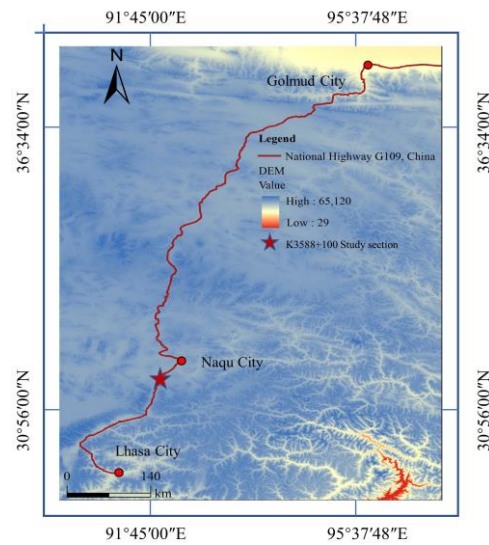 91°45′00″E 95°37′48″E
N
Golmud City
36°34′00″N
36°34′00″N
Legend
National Highway G109, China
DEM
Value
High : 65,120
Low : 29
K3588+100 Study section
Naqu City
30°56′00″N
30°56′00″N
Lhasa City
0 140
km
91°45′00″E 95°37′48″E